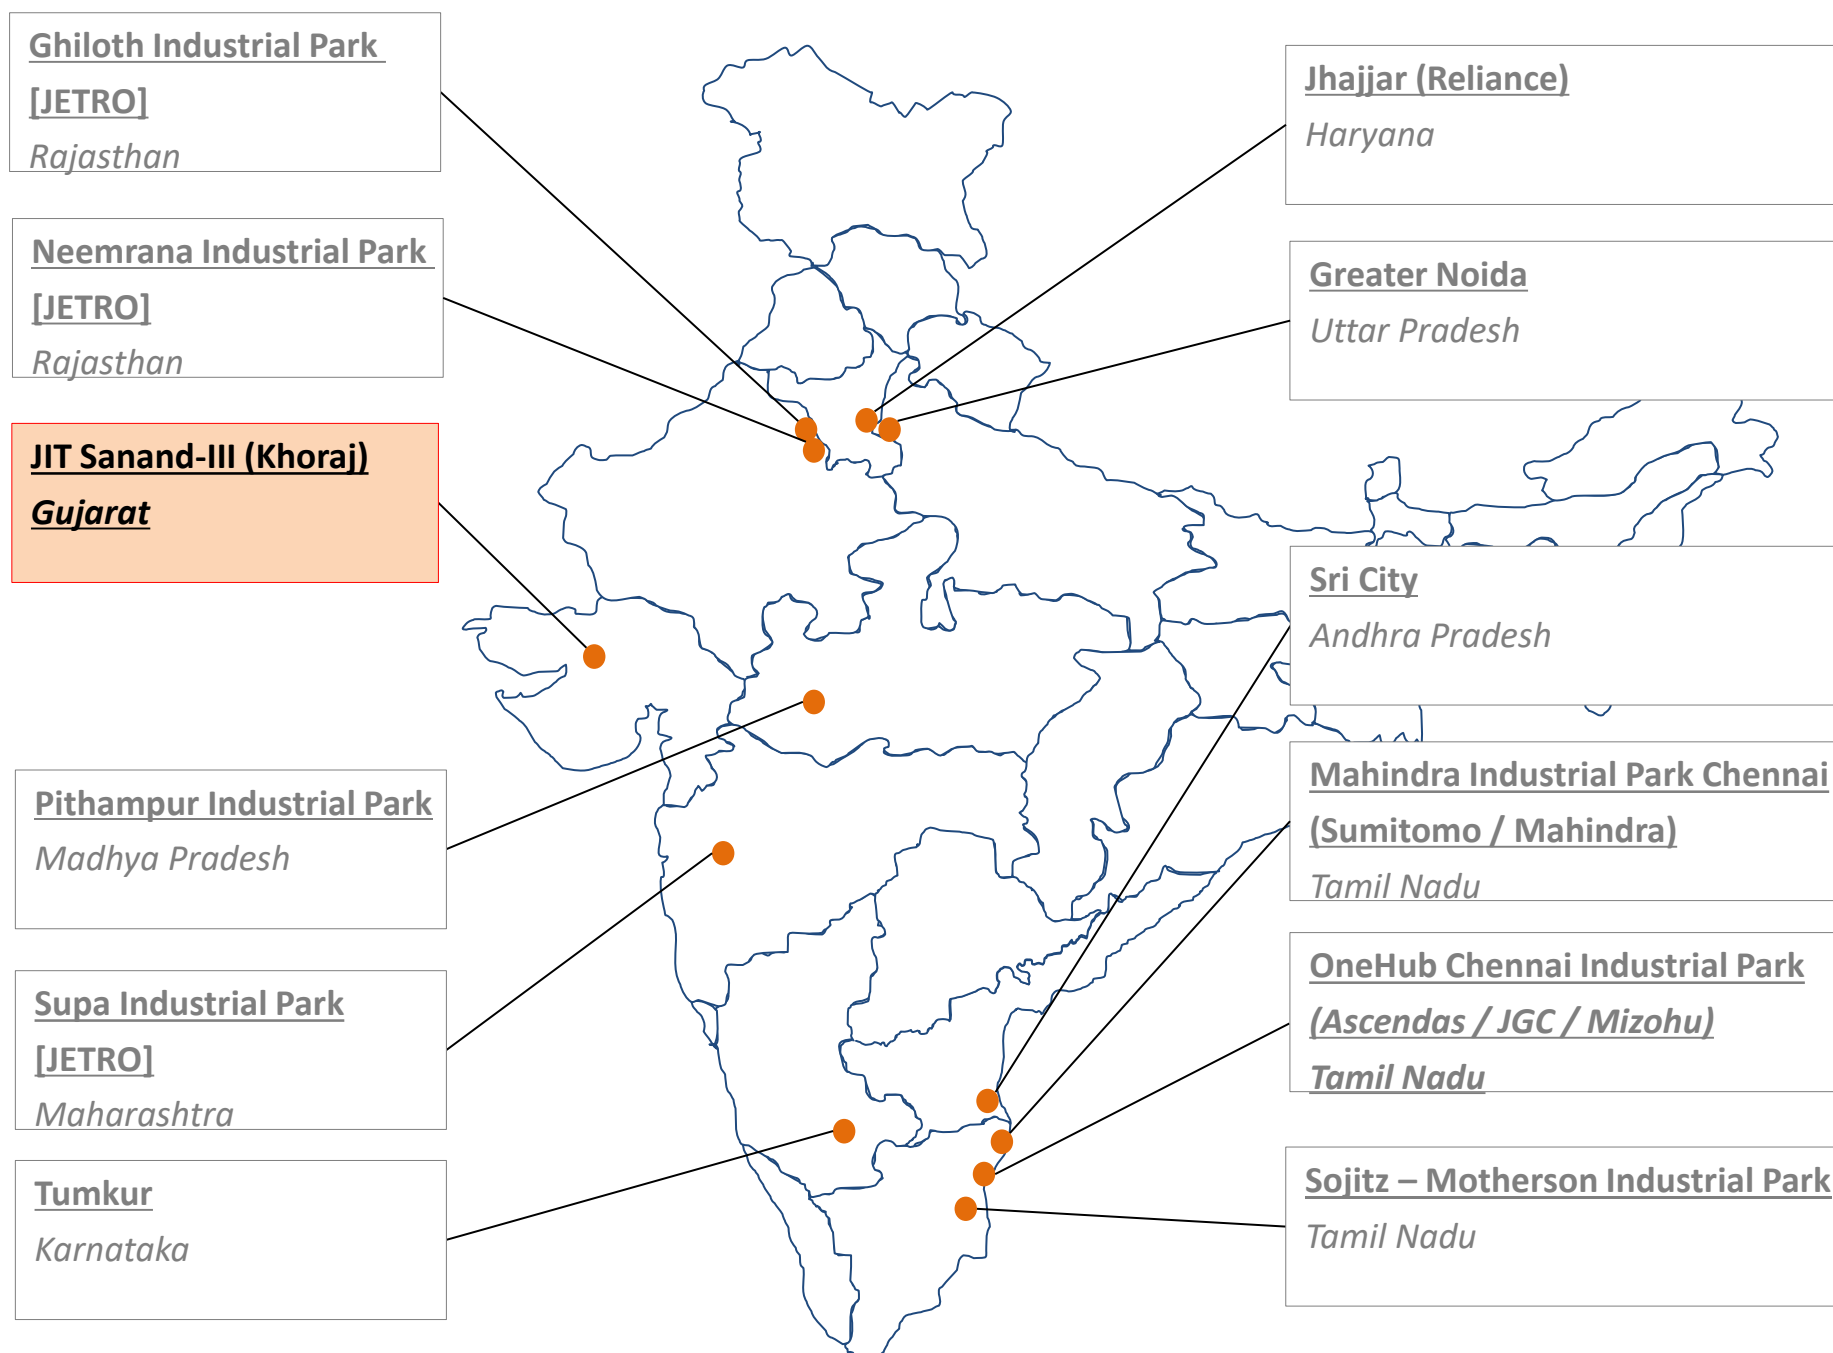 Ghiloth Industrial Park
[JETRO]
Rajasthan
Neemrana Industrial Park
[JETRO]
Rajasthan
JIT Sanand-III (Khoraj)
Gujarat
Pithampur Industrial Park
Madhya Pradesh
Supa Industrial Park
[JETRO]
Maharashtra
Tumkur
Karnataka
Jhajjar (Reliance)
Haryana
Greater Noida
Uttar Pradesh
Sri City
Andhra Pradesh
Mahindra Industrial Park Chennai
(Sumitomo / Mahindra)
Tamil Nadu
OneHub Chennai Industrial Park
(Ascendas / JGC / Mizohu)
Tamil Nadu
Sojitz – Motherson Industrial Park
Tamil Nadu